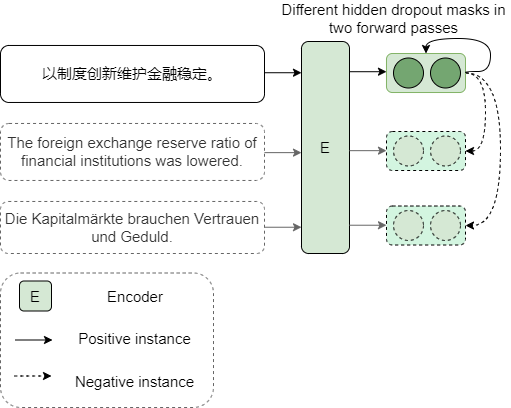 Different hidden dropout masks in
two forward passes
以制度创新维护金融稳定。
The foreign exchange reserve ratio of
financial institutions was lowered.
E
Die Kapitalmärkte brauchen Vertrauen
und Geduld.
E Encoder
Positive instance
Negative instance